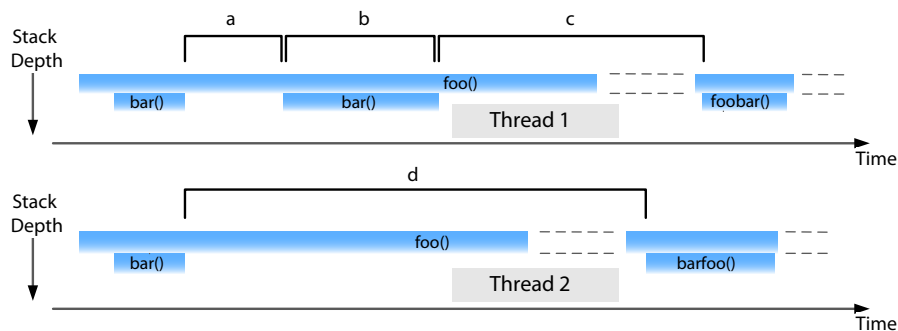 a
b
c
Stack
Depth
foo()
bar()
bar()
foobar()
Thread 1
Time
d
Stack
Depth
foo()
bar()
barfoo()
Thread 2
Time